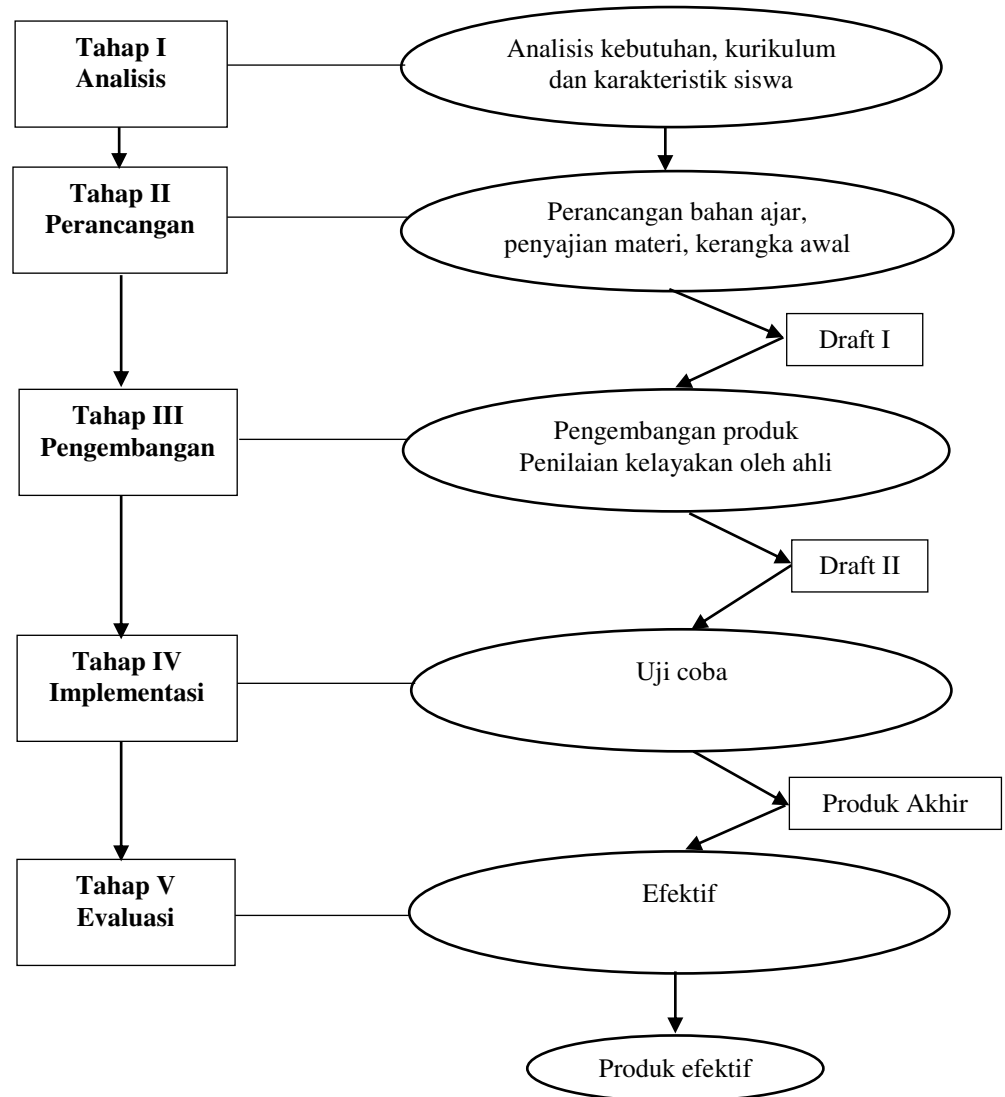 Tahap I
Analisis
Analisis kebutuhan, kurikulum
dan karakteristik siswa
Tahap II
Perancangan
Perancangan bahan ajar,
penyajian materi, kerangka awal
Draft I
Tahap III
Pengembangan
Pengembangan produk
Penilaian kelayakan oleh ahli
Draft II
Tahap IV
Implementasi
Uji coba
Produk Akhir
Tahap V
Evaluasi
Efektif
Produk efektif